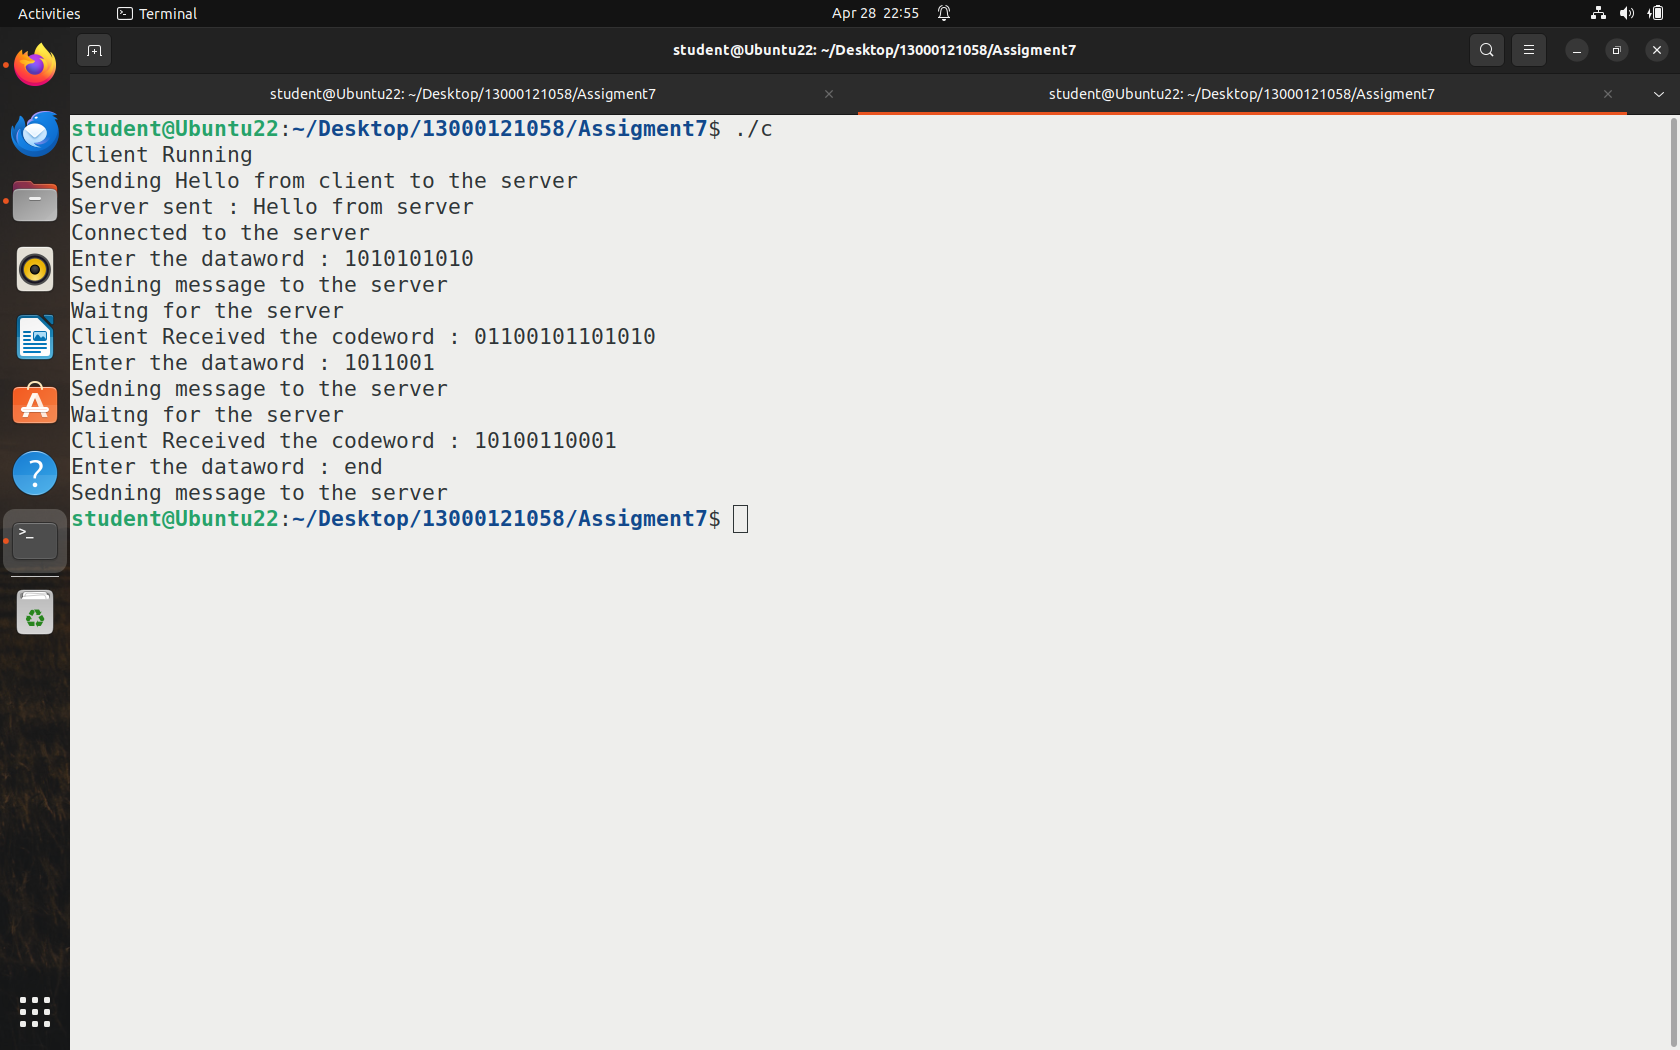 Activities Terminal Apr 28 22:55
student@Ubuntu22: ~/Desktop/13000121058/Assigment7
student@Ubuntu22: ~/Desktop/13000121058/Assigment7 student@Ubuntu22: ~/Desktop/13000121058/Assigment7
student@Ubuntu22:~/Desktop/13000121058/Assigment7$ ./c
Client Running
Sending Hello from client to the server
Server sent : Hello from server
Connected to the server
Enter the dataword : 1010101010
Sedning message to the server
Waitng for the server
Client Received the codeword : 01100101101010
Enter the dataword : 1011001
Sedning message to the server
Waitng for the server
Client Received the codeword : 10100110001
Enter the dataword : end
Sedning message to the server
student@Ubuntu22:~/Desktop/13000121058/Assigment7$